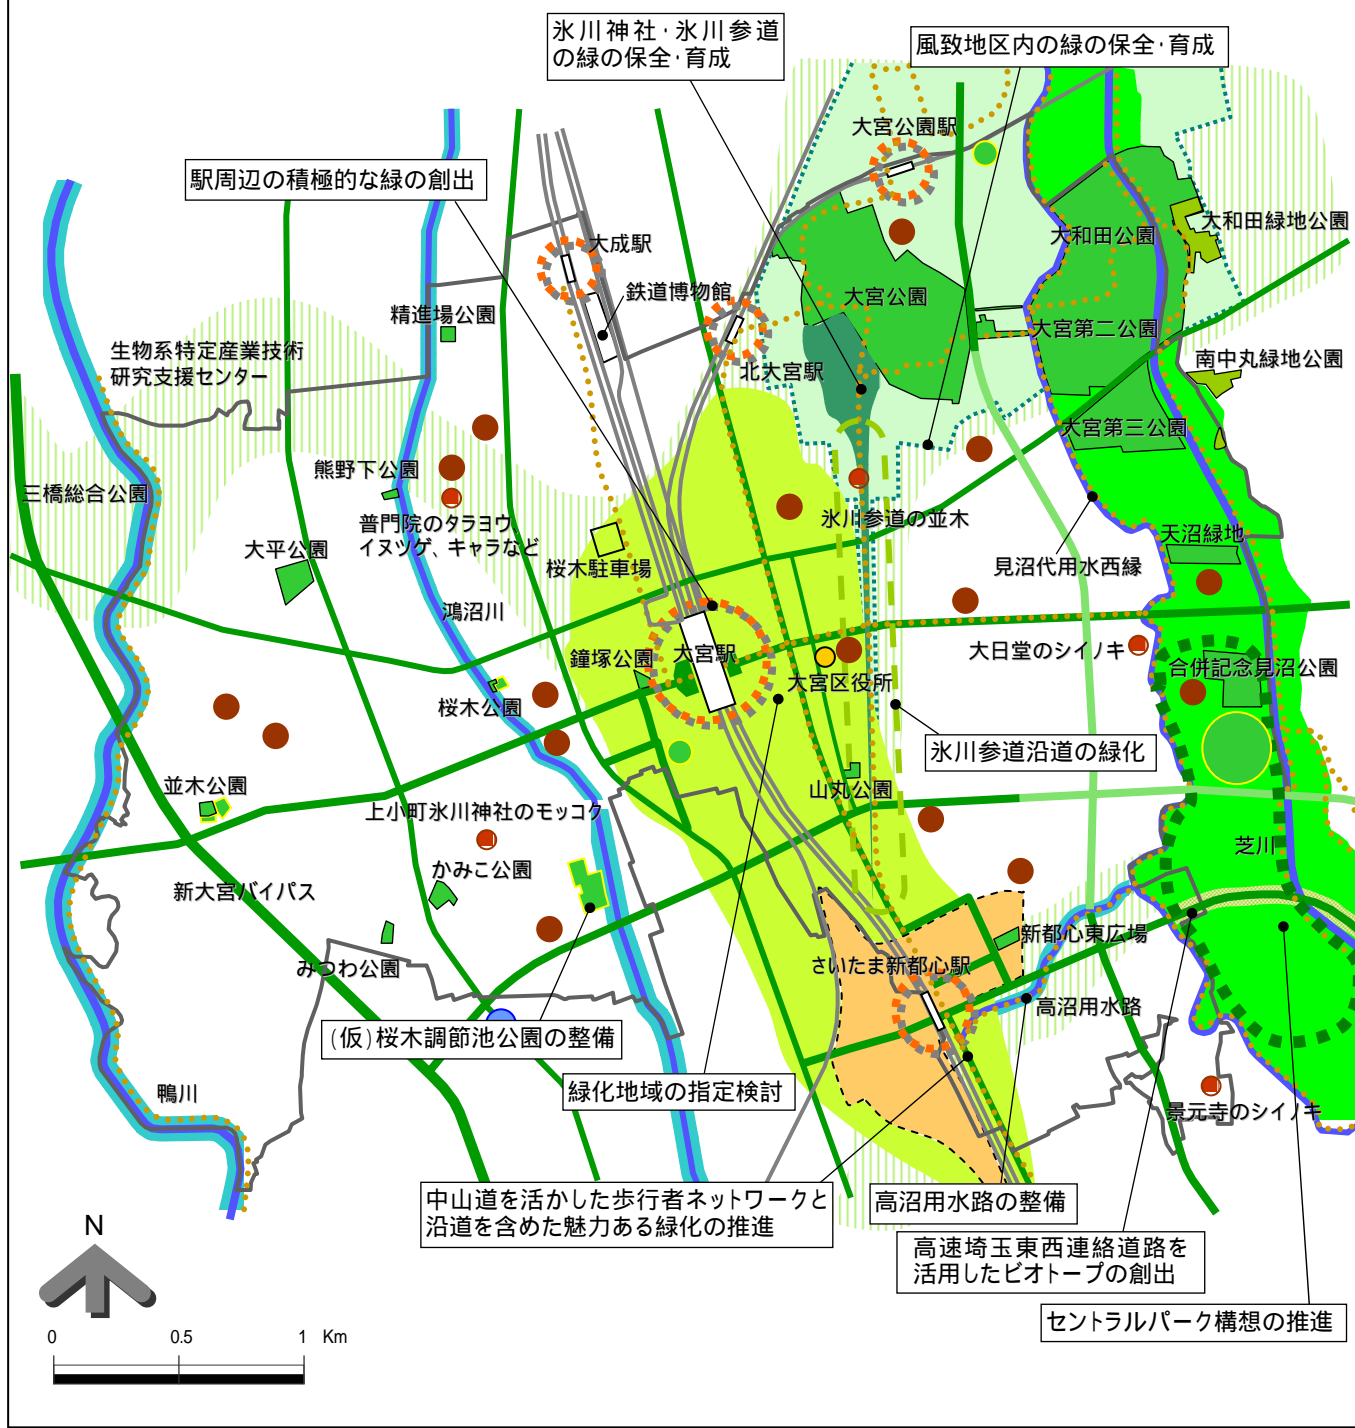 氷川神社・氷川参道
の緑の保全・育成
風致地区内の緑の保全・育成
大宮公園駅
駅周辺の積極的な緑の創出
大和田緑地公園
大成駅
大和田公園
鉄道博物館
大宮公園
精進場公園
大宮第二公園
生物系特定産業技術
研究支援センター
北大宮駅
南中丸緑地公園
大宮第三公園
熊野下公園
三橋総合公園
普門院のタラヨウ、
イヌツゲ、キャラなど
氷川参道の並木
天沼緑地
大平公園
桜木駐車場
見沼代用水西縁
鴻沼川
鐘塚公園
大宮駅
大日堂のシイノキ
合併記念見沼公園
大宮区役所
桜木公園
氷川参道沿道の緑化
並木公園
山丸公園
上小町氷川神社のモッコク
芝川
かみこ公園
新大宮バイパス
新都心東広場
みつわ公園
さいたま新都心駅
高沼用水路
(仮)桜木調節池公園の整備
鴨川
緑化地域の指定検討
景元寺のシイノキ
中山道を活かした歩行者ネットワークと
沿道を含めた魅力ある緑化の推進
高沼用水路の整備
高速埼玉東西連絡道路を
活用したビオトープの創出
セントラルパーク構想の推進
N
0 0.5 1 Km